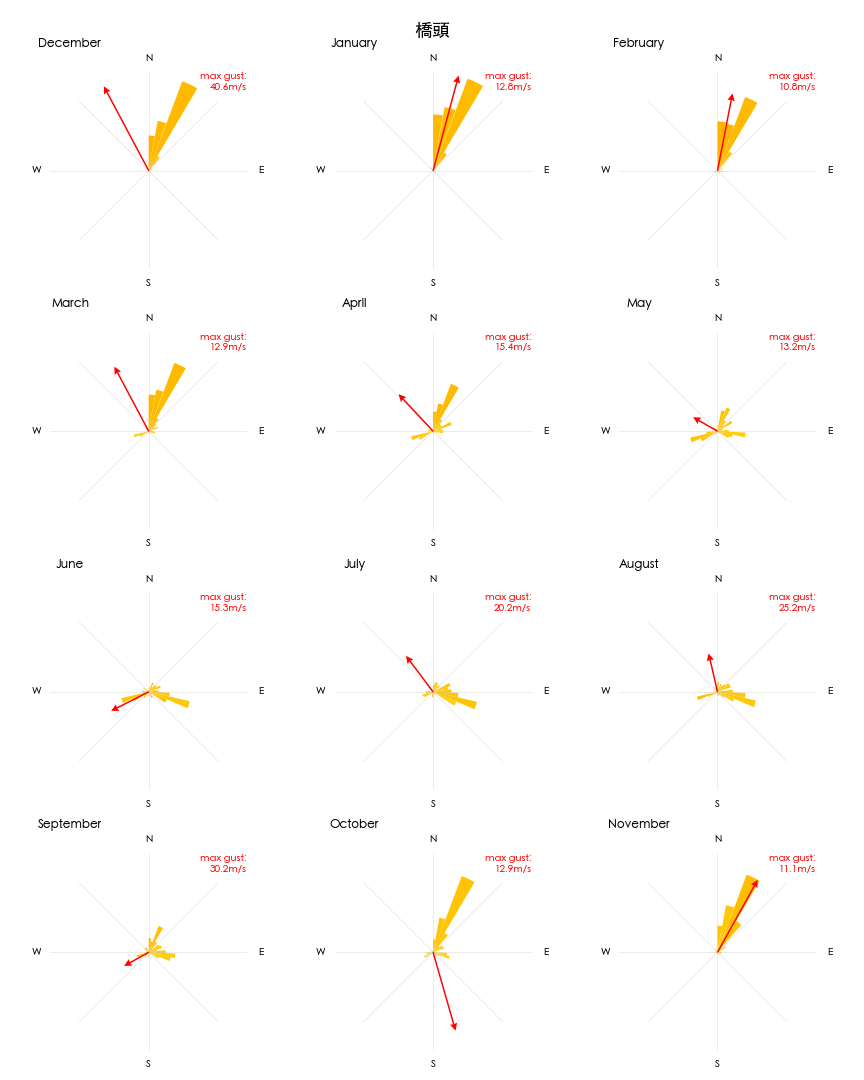 橋頭
December
N
max gust:
40.6m/s
W
E
S
January
N
max gust:
12.8m/s
W
E
S
February
N
max gust:
10.8m/s
W
E
S
March
N
max gust:
12.9m/s
W
E
S
April
N
max gust:
15.4m/s
W
E
S
May
N
max gust:
13.2m/s
W
E
S
June
N
max gust:
15.3m/s
W
E
S
July
N
max gust:
20.2m/s
W
E
S
August
N
max gust:
25.2m/s
W
E
S
September
N
max gust:
30.2m/s
W
E
S
October
N
max gust:
12.9m/s
W
E
S
November
N
max gust:
11.1m/s
W
E
S